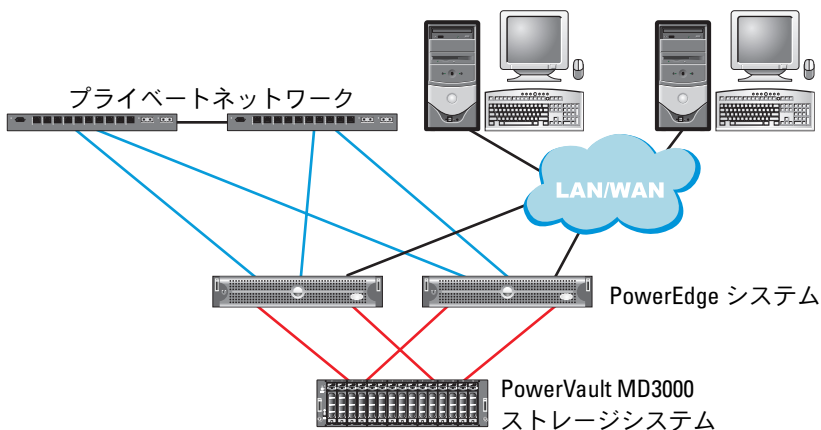 プライベートネットワーク
LAN/WAN
PowerEdge システム
PowerVault MD3000
ストレージシステム